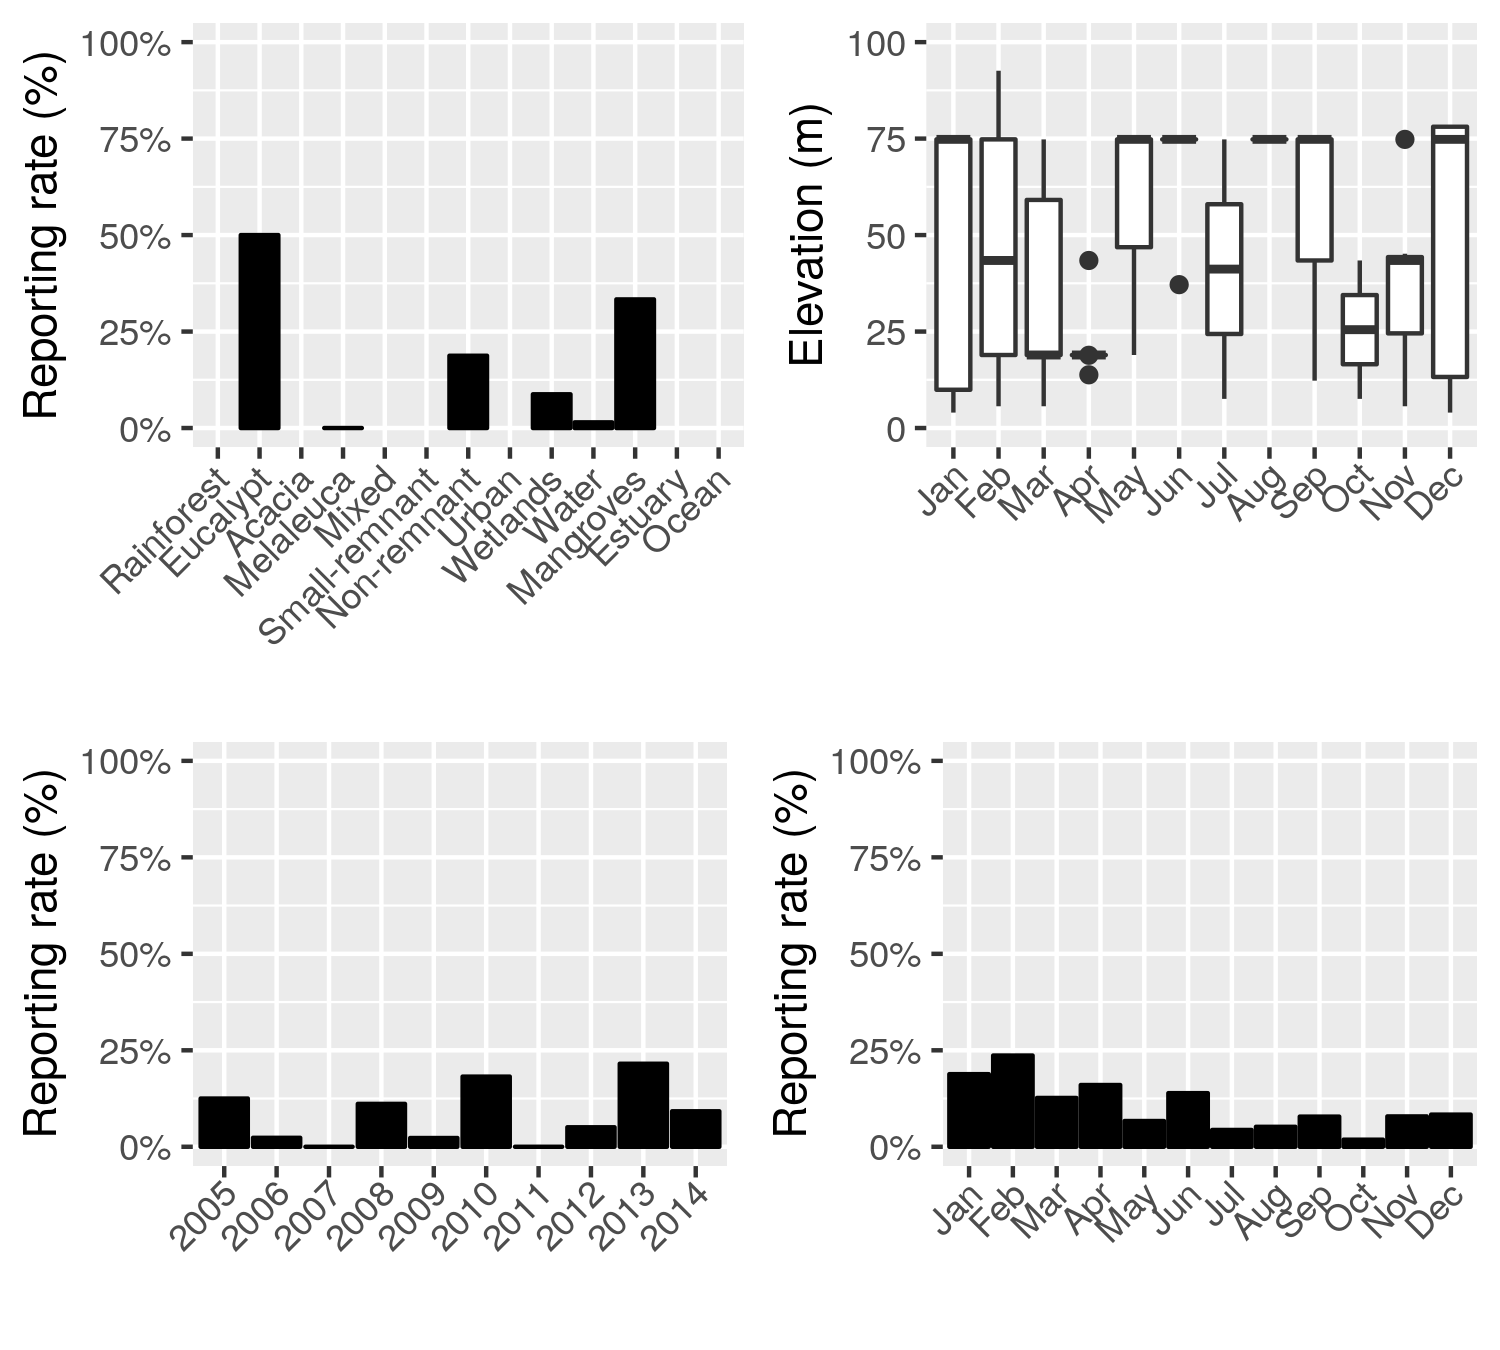 Reporting rate (%)
100%
75%
50%
25%
0%
Rainforest
Eucalypt
Acacia
Melaleuca
Mixed
Small-remnant
Non-remnant
Urban
Wetlands
Water
Mangroves
Estuary
Ocean
Elevation (m)
100
75
50
25
0
Jan
Feb
Mar
Apr
May
Jun
Jul
Aug
Sep
Oct
Nov
Dec
Reporting rate (%)
100%
75%
50%
25%
0%
2005
2006
2007
2008
2009
2010
2011
2012
2013
2014
Reporting rate (%)
100%
75%
50%
25%
0%
Jan
Feb
Mar
Apr
May
Jun
Jul
Aug
Sep
Oct
Nov
Dec